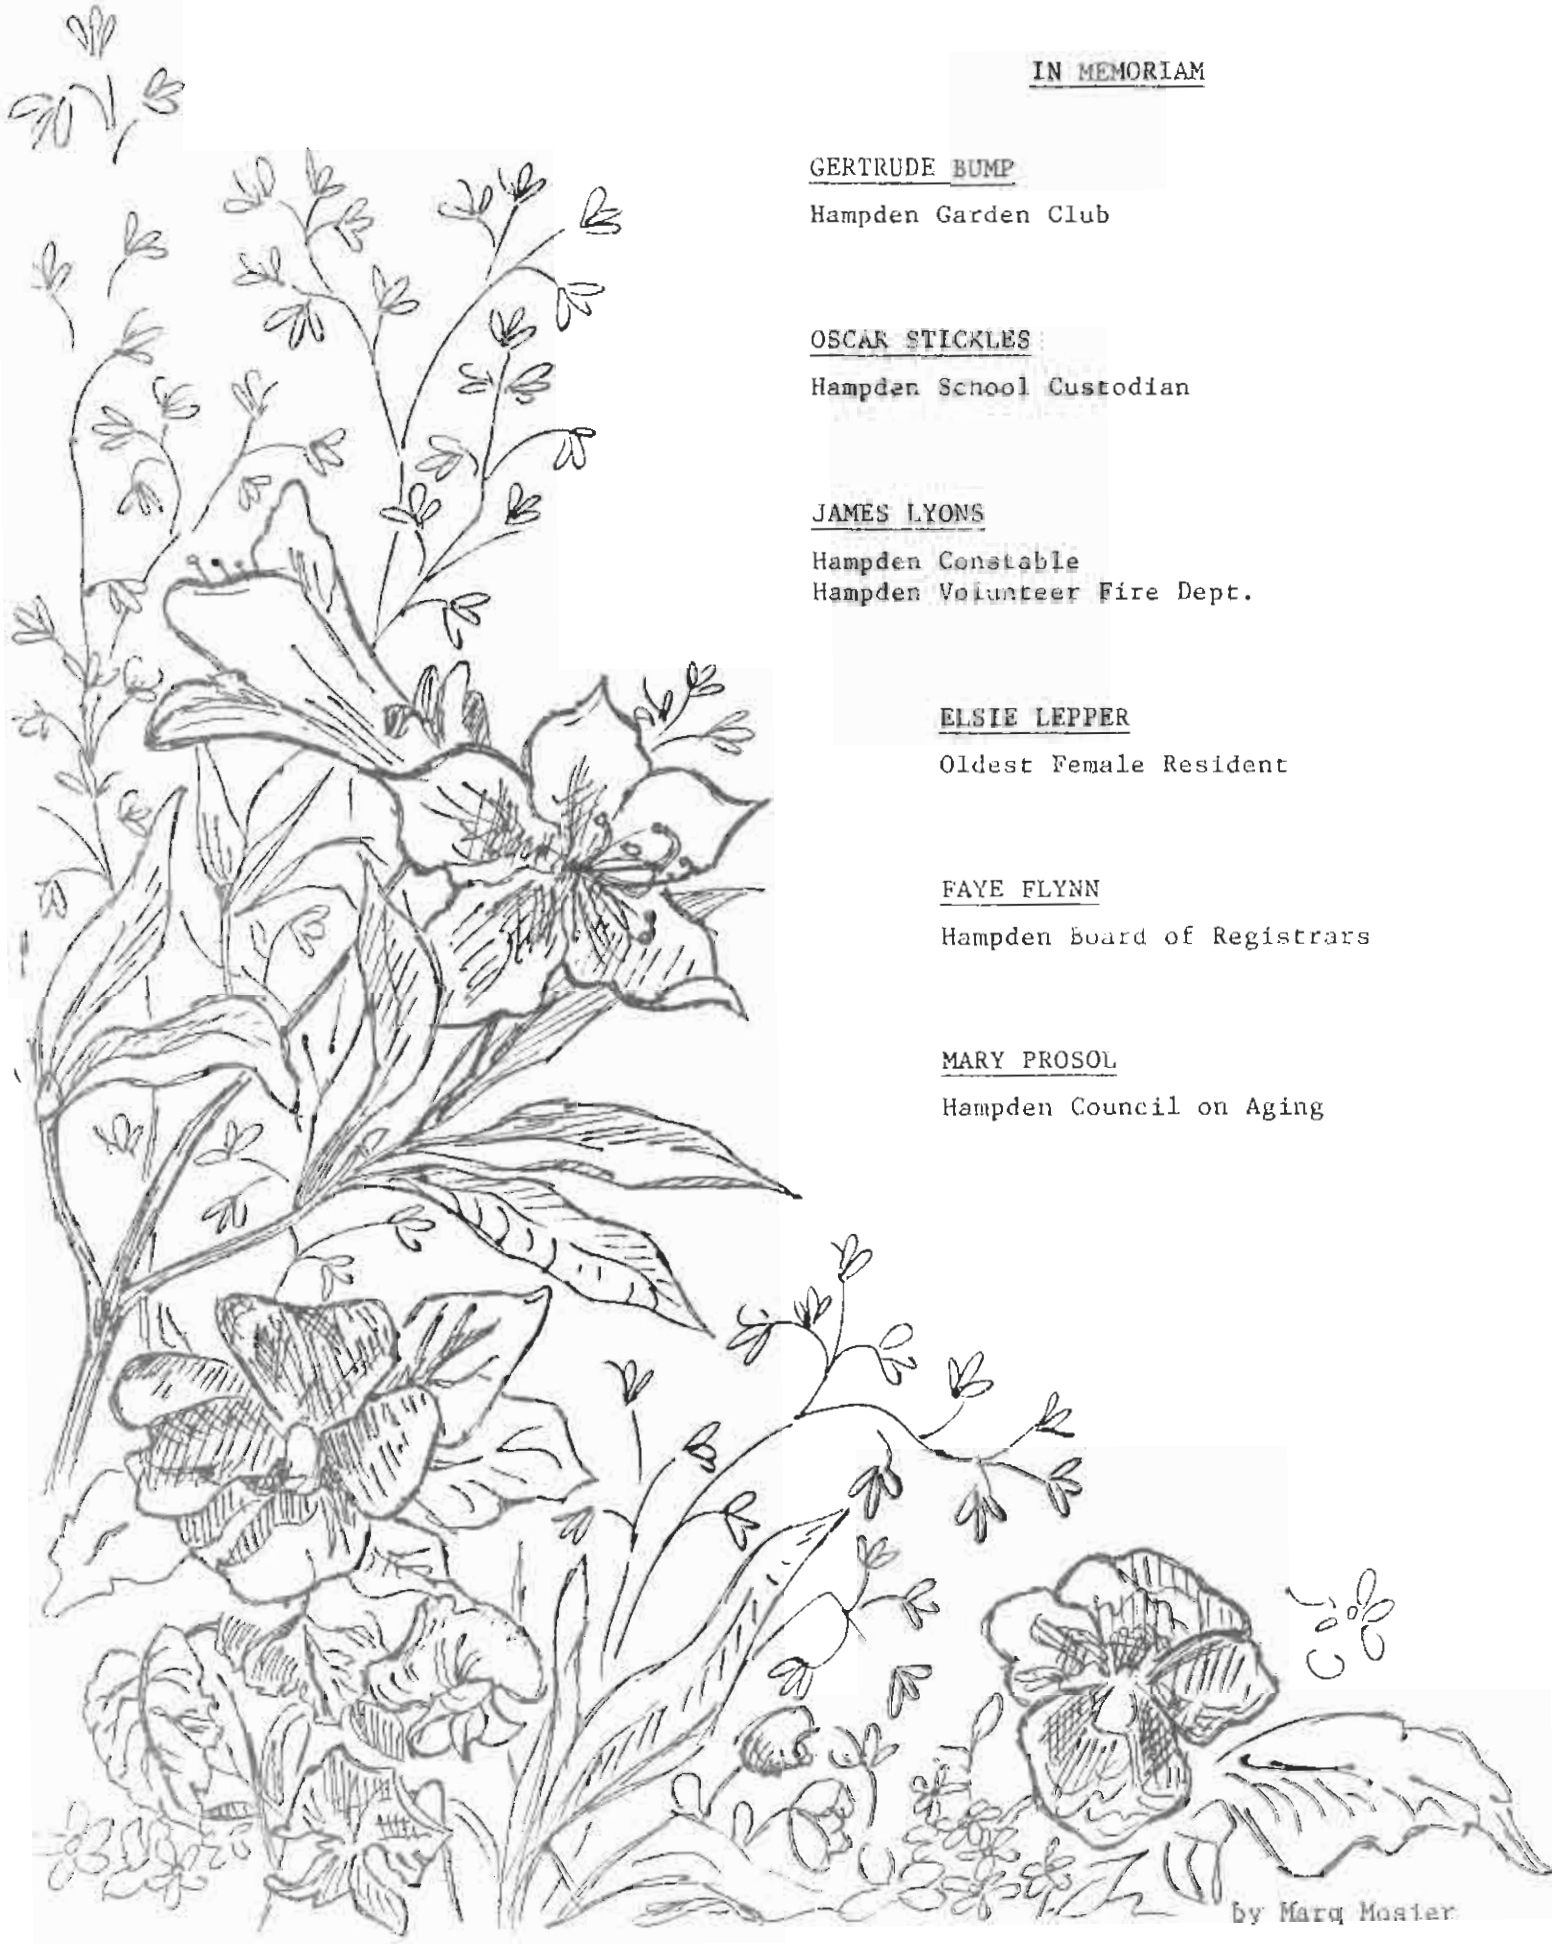 IN MEMORIAM
GERTRUDE BUMP
Hampden Garden Club
OSCAR STICKLES
Hampden School Custodian
JAMES LYONS
Hampden Constable
Hampden Volunteer Fire Dept.
ELSIE LEPPER
Oldest Female Resident
FAYE FLYNN
Hampden Board of Registrars
MARY PROSOL
Hampden Council on Aging
by Marq Mosier